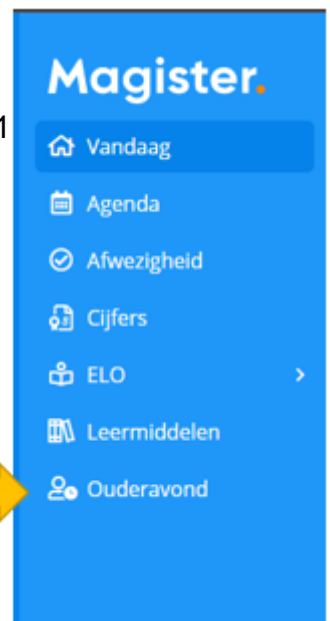 Magister.
1
Vandaag
Agenda
Afwezigheid
Cijfers
ELO
Leermiddelen
Ouderavond